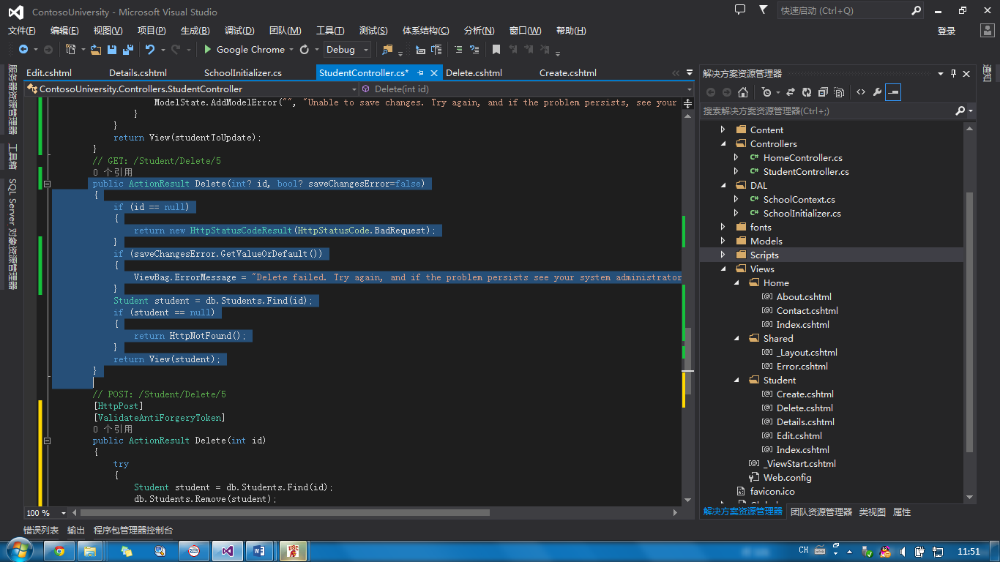 ContosoUniversity - Microsoft Visual Studio
快速启动 (Ctrl+Q)
文件(F) 编辑(E) 视图(V) 项目(P) 生成(B) 调试(D) 团队(M) 工具(T) 测试(S) 体系结构(C) 分析(N) 窗口(W) 帮助(H)
登录
Google Chrome
Debug
服务器资源管理器
工具箱
SQL Server 对象资源管理器
Edit.cshtml Details.cshtml SchoolInitializer.cs StudentController.cs* Delete.cshtml Create.cshtml
ContosoUniversity.Controllers.StudentController
Delete(int id)
ModelState.AddModelError("", "Unable to save changes. Try again, and if the problem persists, see your
}
}
return View(studentToUpdate);
}
// GET: /Student/Delete/5
0 个引用
public ActionResult Delete(int? id, bool? saveChangesError=false)
{
if (id == null)
{
return new HttpStatusCodeResult(HttpStatusCode.BadRequest);
}
if (saveChangesError.GetValueOrDefault())
{
ViewBag.ErrorMessage = "Delete failed. Try again, and if the problem persists see your system administrator
}
Student student = db.Students.Find(id);
if (student == null)
{
return HttpNotFound();
}
return View(student);
}
// POST: /Student/Delete/5
[HttpPost]
[ValidateAntiForgeryToken]
0 个引用
public ActionResult Delete(int id)
{
try
{
Student student = db.Students.Find(id);
db.Students.Remove(student);
100 %
错误列表 输出 程序包管理器控制台
解决方案资源管理器
搜索解决方案资源管理器(Ctrl+;)
Content
Controllers
HomeController.cs
StudentController.cs
DAL
SchoolContext.cs
SchoolInitializer.cs
fonts
Models
Scripts
Views
Home
About.cshtml
Contact.cshtml
Index.cshtml
Shared
_Layout.cshtml
Error.cshtml
Student
Create.cshtml
Delete.cshtml
Details.cshtml
Edit.cshtml
Index.cshtml
_ViewStart.cshtml
Web.config
favicon.ico
解决方案资源管理器 团队资源管理器 类视图 属性
通知
USC
CH
11:51